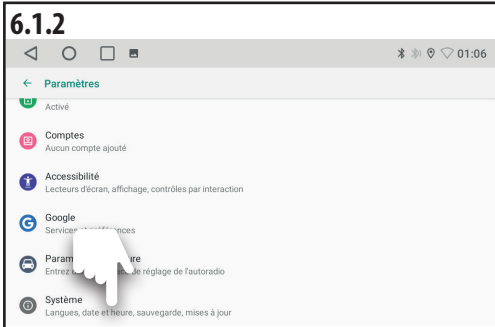 6.1.2
01:06
Paramètres
Activé
Comptes
Aucun compte ajouté
Accessibilité
Lecteurs d'écran, affichage, contrôles par interaction
Google
Services
Entrez de réglage de l'autoradio
Système
Langues, date et heure, sauvegarde, mises à jour